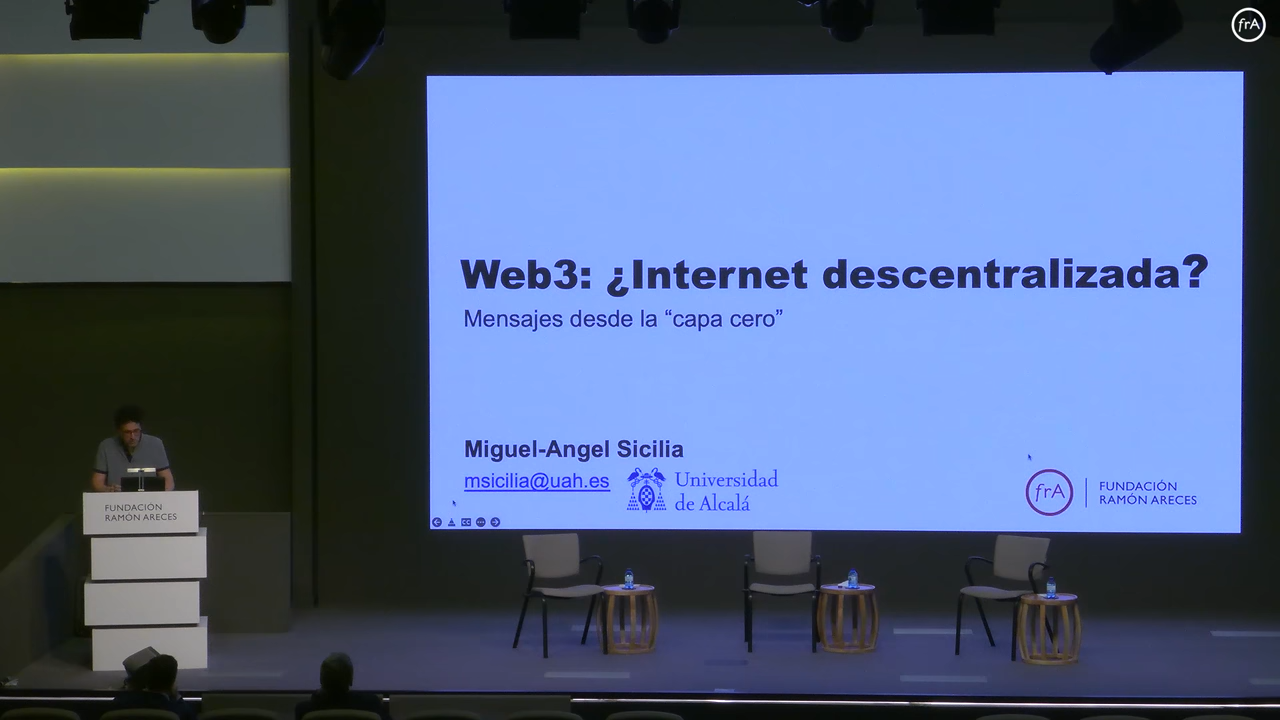 frA
Web3: ¿Internet descentralizada?
Mensajes desde la “capa cero”
Miguel-Angel Sicilia
msicilia@uah.es
Universidad
de Alcalá
frA
FUNDACIÓN
RAMÓN ARECES
FUNDACIÓN
RAMÓN ARECES